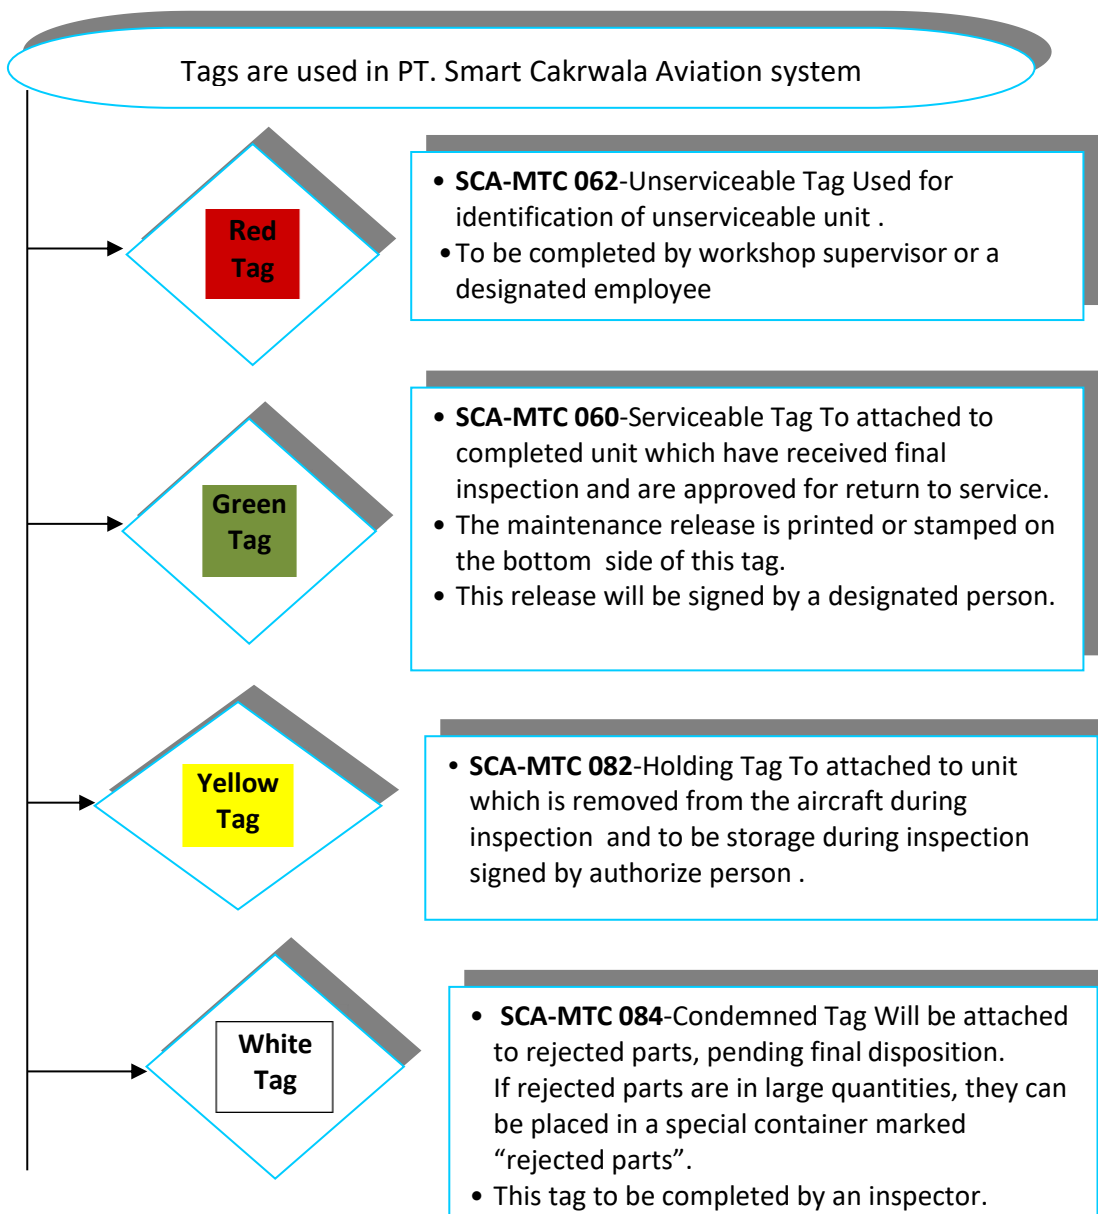 Tags are used in PT. Smart Cakrwala Aviation system
Red
Tag
• SCA-MTC 062-Unserviceable Tag Used for
identification of unserviceable unit .
• To be completed by workshop supervisor or a
designated employee
Green
Tag
• SCA-MTC 060-Serviceable Tag To attached to
completed unit which have received final
inspection and are approved for return to service.
• The maintenance release is printed or stamped on
the bottom side of this tag.
• This release will be signed by a designated person.
Yellow
Tag
• SCA-MTC 082-Holding Tag To attached to unit
which is removed from the aircraft during
inspection and to be storage during inspection
signed by authorize person .
White
Tag
• SCA-MTC 084-Condemned Tag Will be attached
to rejected parts, pending final disposition.
If rejected parts are in large quantities, they can
be placed in a special container marked
“rejected parts”.
• This tag to be completed by an inspector.